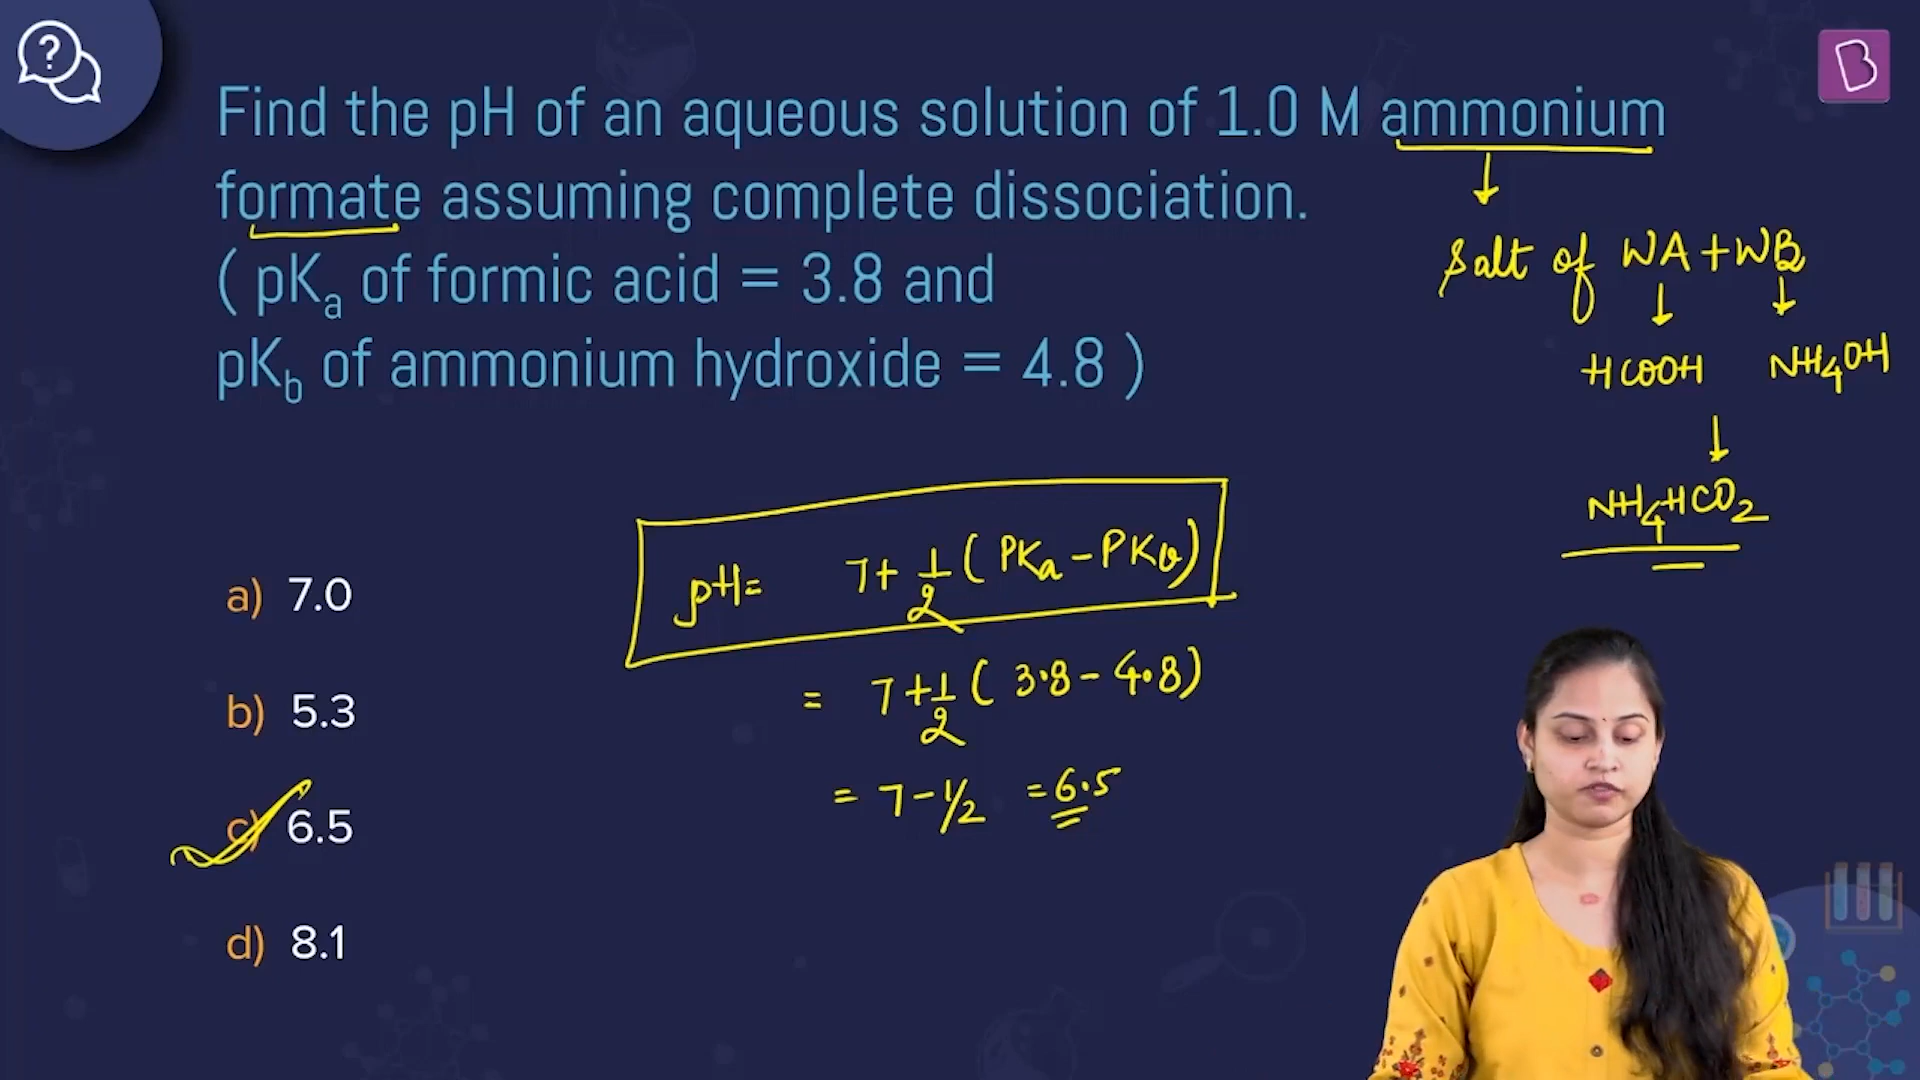 ?
B
Find the pH of an aqueous solution of 1.0 M ammonium
formate assuming complete dissociation.
( pKₐ of formic acid = 3.8 and
pK_b of ammonium hydroxide = 4.8 )
Salt of WA + WB
↓ ↓
HCOOH NH₄OH
↓
NH₄HCO₂
pH = 7 + 1/2 ( PKₐ - PK_b )
= 7 + 1/2 ( 3.8 - 4.8 )
= 7 - 1/2 = 6.5
a) 7.0
b) 5.3
c) 6.5
d) 8.1